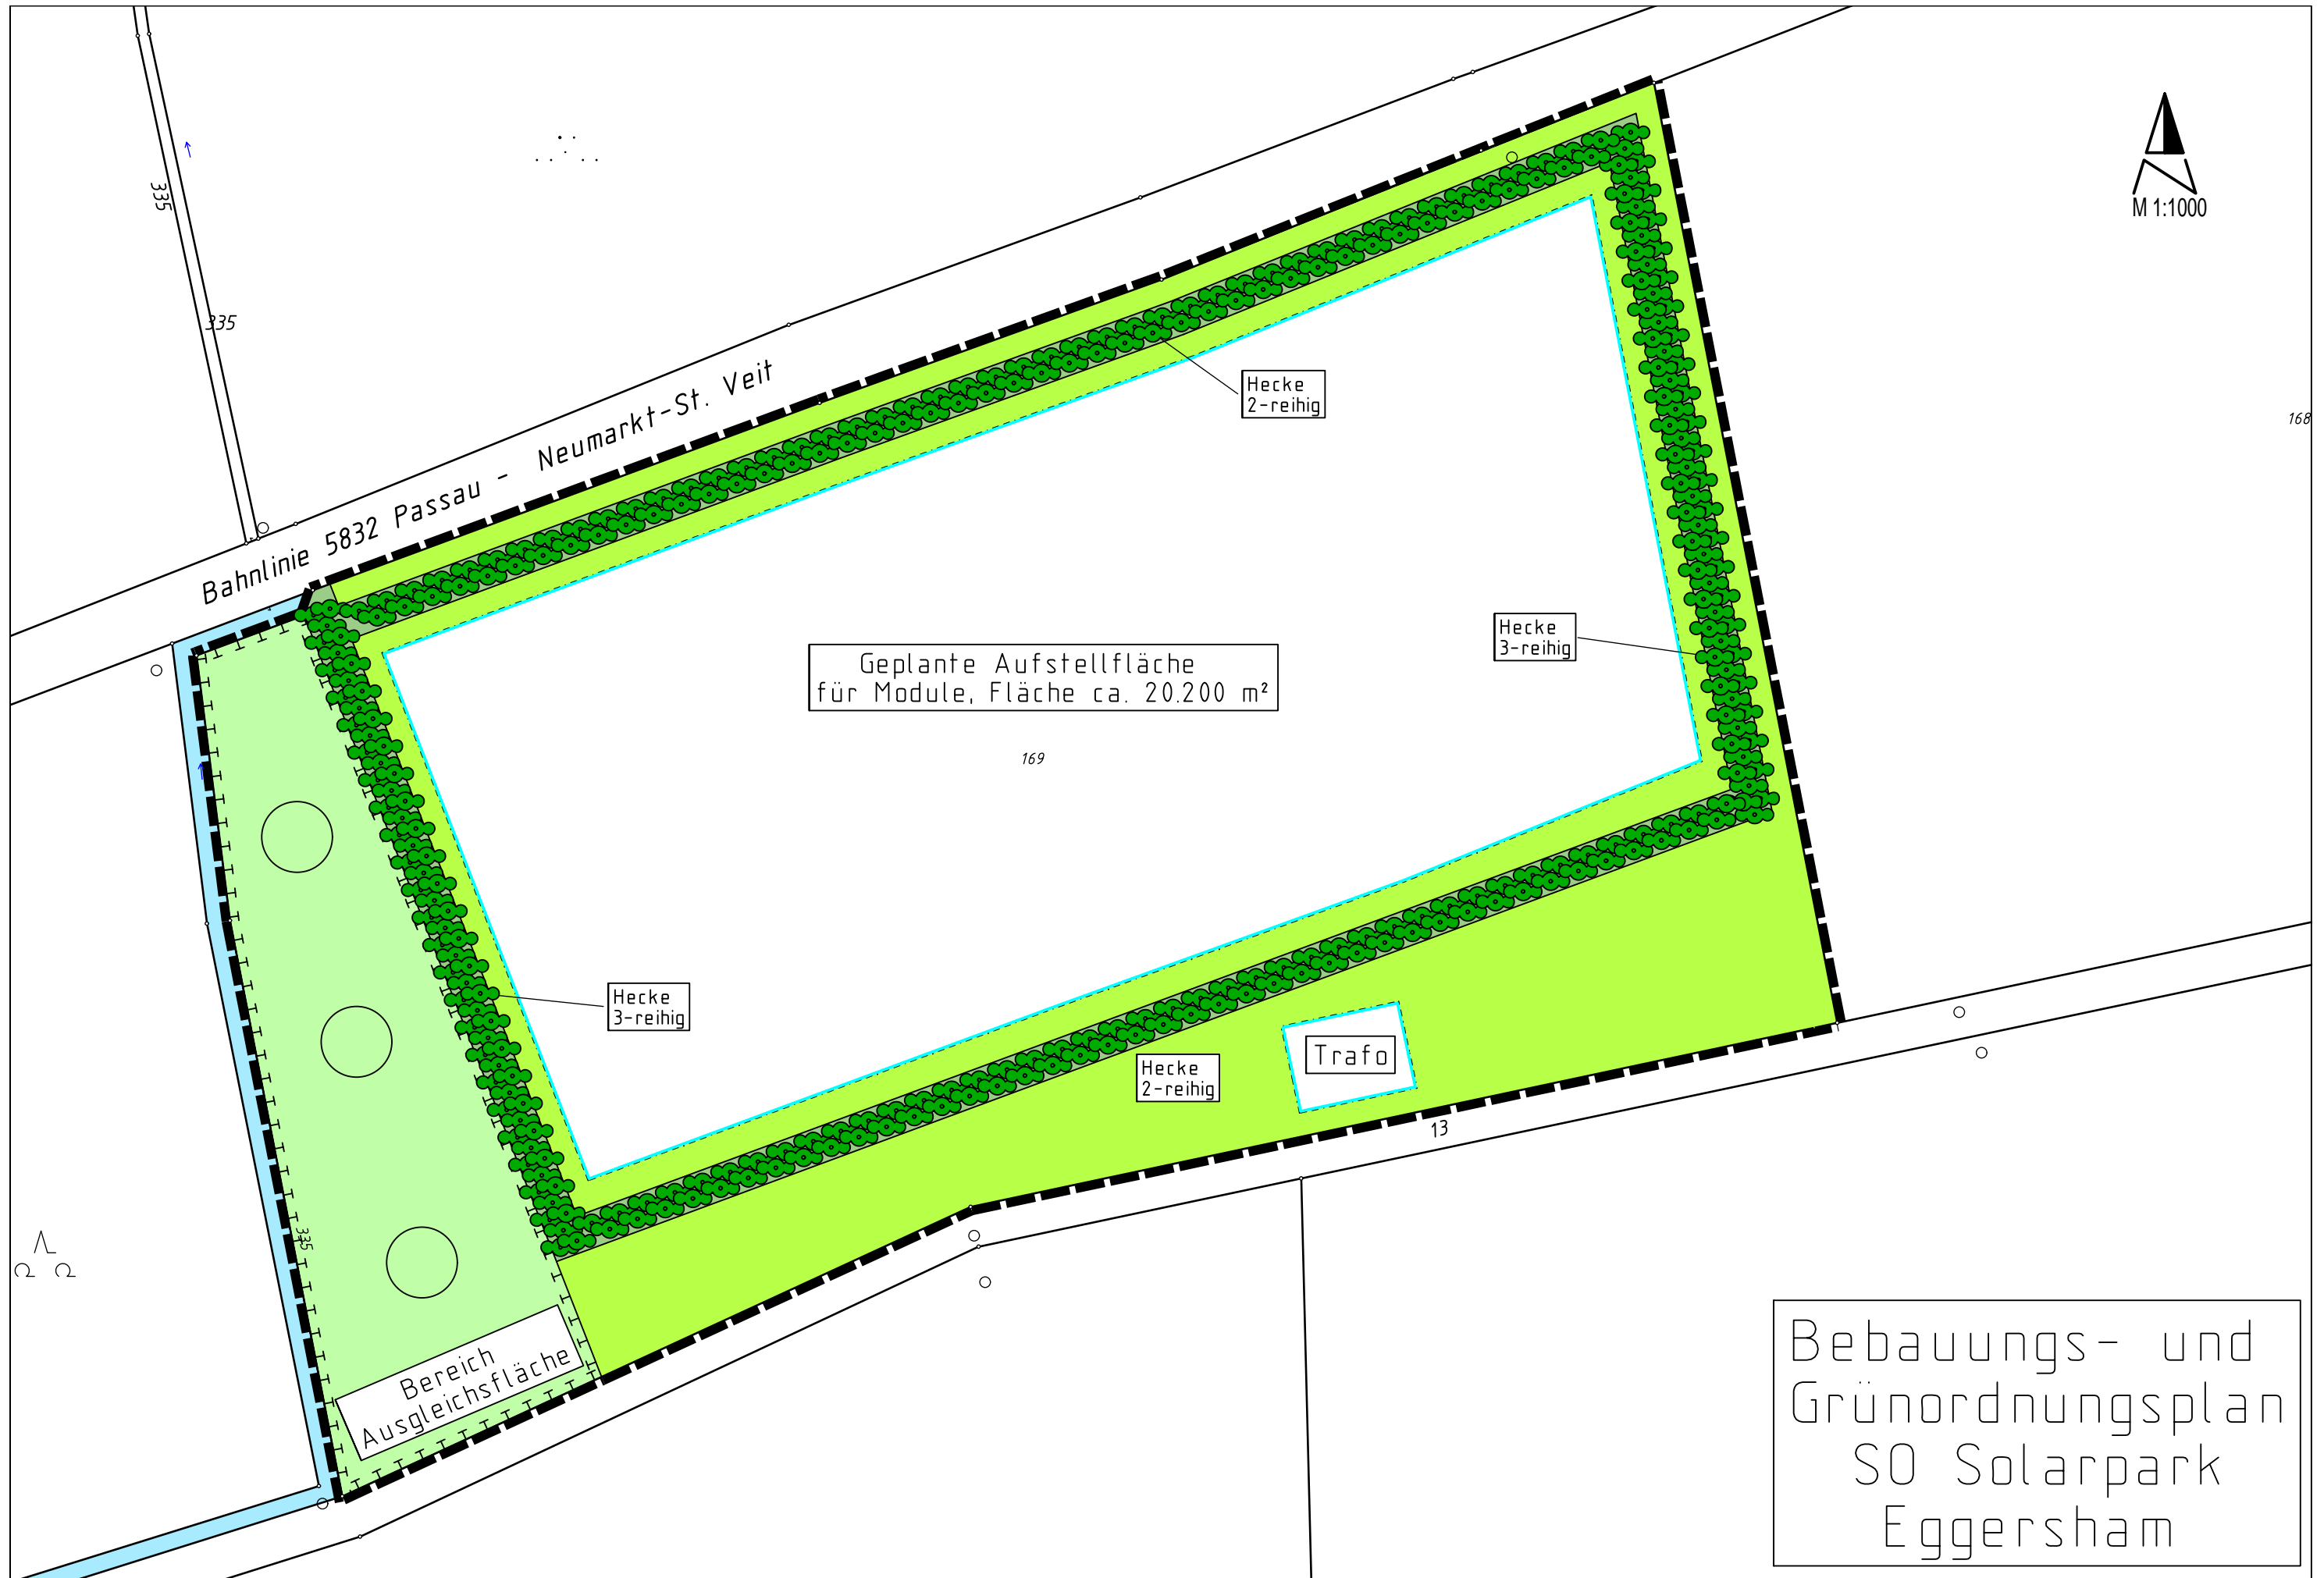 M 1:1000
335
335
Bahnlinie 5832 Passau - Neumarkt-St. Veit
Hecke
2-reihig
168
Hecke
3-reihig
Geplante Aufstellfläche
für Module, Fläche ca. 20.200 m²
169
Hecke
3-reihig
Hecke
2-reihig
Trafo
13
335
Bereich
Ausgleichsfläche
Bebauungs- und
Grünordnungsplan
SO Solarpark
Eggersham